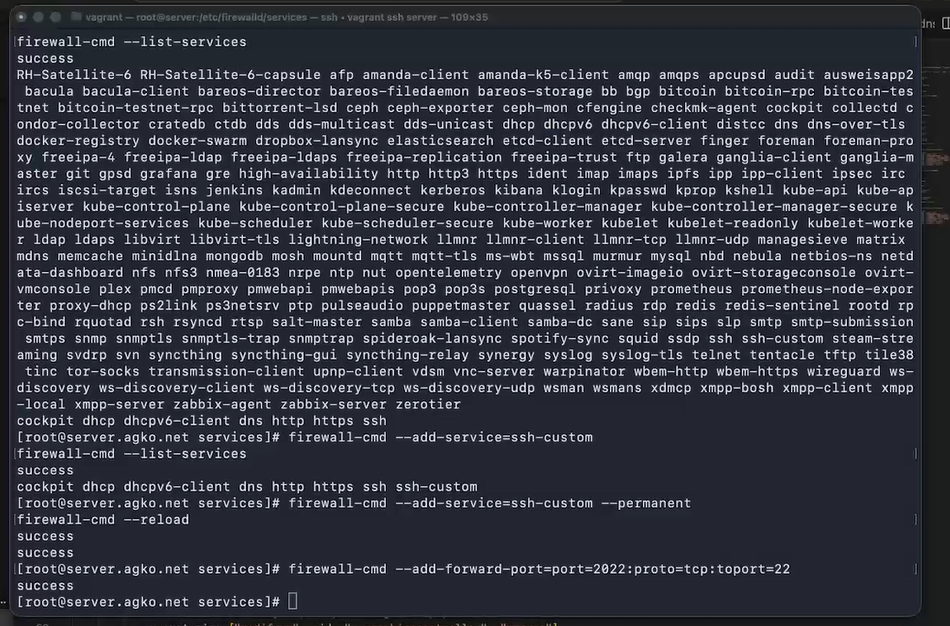 vagrant — root@server:/etc/firewalld/services — ssh • vagrant ssh server — 109×35
firewall-cmd --list-services
success
RH-Satellite-6 RH-Satellite-6-capsule afp amanda-client amanda-k5-client amqp amqps apcupsd audit ausweisapp2
bacula bacula-client bareos-director bareos-filedaemon bareos-storage bb bgp bitcoin bitcoin-rpc bitcoin-tes
tnet bitcoin-testnet-rpc bittorrent-lsd ceph ceph-exporter ceph-mon cfengine checkmk-agent cockpit collectd c
ondor-collector cratedb ctdb dds dds-multicast dds-unicast dhcp dhcpv6 dhcpv6-client distcc dns dns-over-tls
docker-registry docker-swarm dropbox-lansync elasticsearch etcd-client etcd-server finger foreman foreman-pro
xy freeipa-4 freeipa-ldap freeipa-ldaps freeipa-replication freeipa-trust ftp galera ganglia-client ganglia-m
aster git gpsd grafana gre high-availability http http3 https ident imap imaps ipfs ipp ipp-client ipsec irc
ircs iscsi-target isns jenkins kadmin kdeconnect kerberos kibana klogin kpasswd kprop kshell kube-api kube-ap
iserver kube-control-plane kube-control-plane-secure kube-controller-manager kube-controller-manager-secure k
ube-nodeport-services kube-scheduler kube-scheduler-secure kube-worker kubelet kubelet-readonly kubelet-worke
r ldap ldaps libvirt libvirt-tls lightning-network llmnr llmnr-client llmnr-tcp llmnr-udp managesieve matrix
mdns memcache minidlna mongodb mosh mountd mqtt mqtt-tls ms-wbt mssql murmur mysql nbd nebula netbios-ns netd
ata-dashboard nfs nfs3 nmea-0183 nrpe ntp nut opentelemetry openvpn ovirt-imageio ovirt-storageconsole ovirt-
vmconsole plex pmcd pmproxy pmwebapi pmwebapis pop3 pop3s postgresql privoxy prometheus prometheus-node-expor
ter proxy-dhcp ps2link ps3netsrv ptp pulseaudio puppetmaster quassel radius rdp redis redis-sentinel rootd rp
c-bind rquotad rsh rsyncd rtsp salt-master samba samba-client samba-dc sane sip sips slp smtp smtp-submission
smtps snmp snmptls snmptls-trap snmptrap spideroak-lansync spotify-sync squid ssdp ssh ssh-custom steam-stre
aming svdrp svn syncthing syncthing-gui syncthing-relay synergy syslog syslog-tls telnet tentacle tftp tile38
tinc tor-socks transmission-client upnp-client vdsm vnc-server warpinator wbem-http wbem-https wireguard ws-
discovery ws-discovery-client ws-discovery-tcp ws-discovery-udp wsman wsmans xdmcp xmpp-bosh xmpp-client xmpp
-local xmpp-server zabbix-agent zabbix-server zerotier
cockpit dhcp dhcpv6-client dns http https ssh
[root@server.agko.net services]# firewall-cmd --add-service=ssh-custom
firewall-cmd --list-services
success
cockpit dhcp dhcpv6-client dns http https ssh ssh-custom
[root@server.agko.net services]# firewall-cmd --add-service=ssh-custom --permanent
firewall-cmd --reload
success
success
[root@server.agko.net services]# firewall-cmd --add-forward-port=port=2022:proto=tcp:toport=22
success
[root@server.agko.net services]#